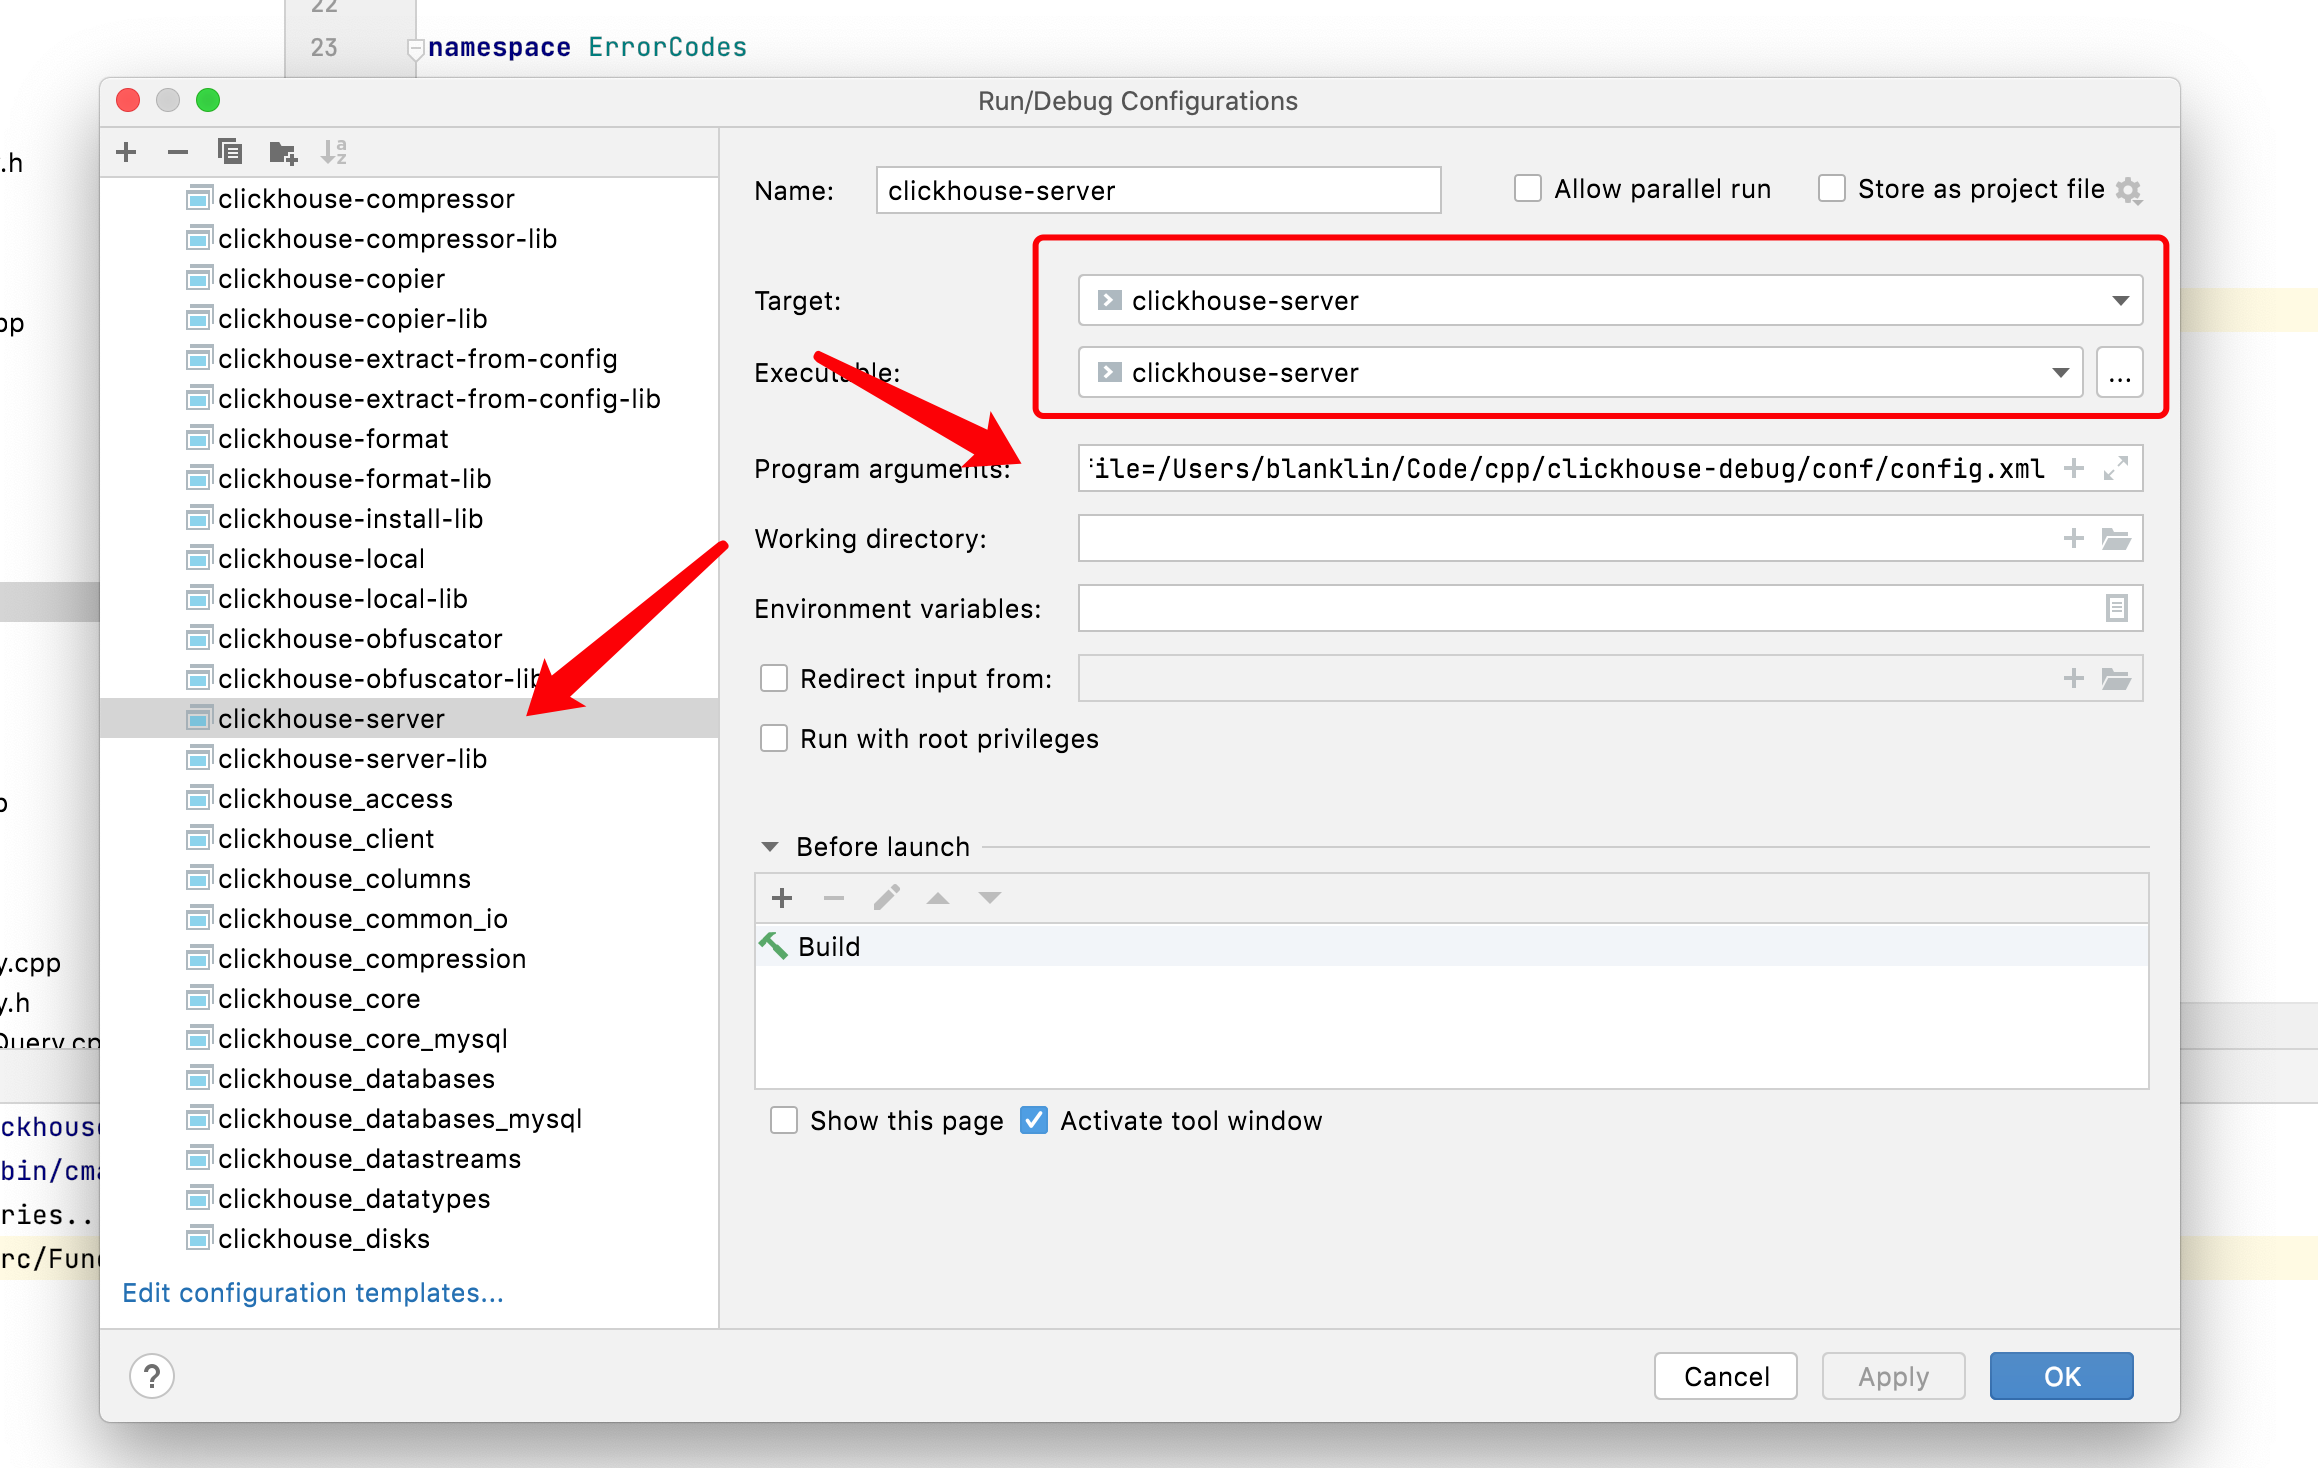 22
23
namespace ErrorCodes
Run/Debug Configurations
.h
clickhouse-compressor
clickhouse-compressor-lib
clickhouse-copier
clickhouse-copier-lib
clickhouse-extract-from-config
clickhouse-extract-from-config-lib
clickhouse-format
clickhouse-format-lib
clickhouse-install-lib
clickhouse-local
clickhouse-local-lib
clickhouse-obfuscator
clickhouse-obfuscator-lib
clickhouse-server
clickhouse-server-lib
clickhouse_access
clickhouse_client
clickhouse_columns
clickhouse_common_io
clickhouse_compression
clickhouse_core
clickhouse_core_mysql
clickhouse_databases
clickhouse_databases_mysql
clickhouse_datastreams
clickhouse_datatypes
clickhouse_disks
Edit configuration templates...
Name: clickhouse-server
Allow parallel run
Store as project file
Target: clickhouse-server
Executable: clickhouse-server
...
Program arguments: file=/Users/blanklin/Code/cpp/clickhouse-debug/conf/config.xml
Working directory:
Environment variables:
Redirect input from:
Run with root privileges
Before launch
Build
Show this page
Activate tool window
?
Cancel
Apply
OK
pp
y.cpp
y.h
Query.cp
ckhouse
bin/cma
ries..
rc/Func